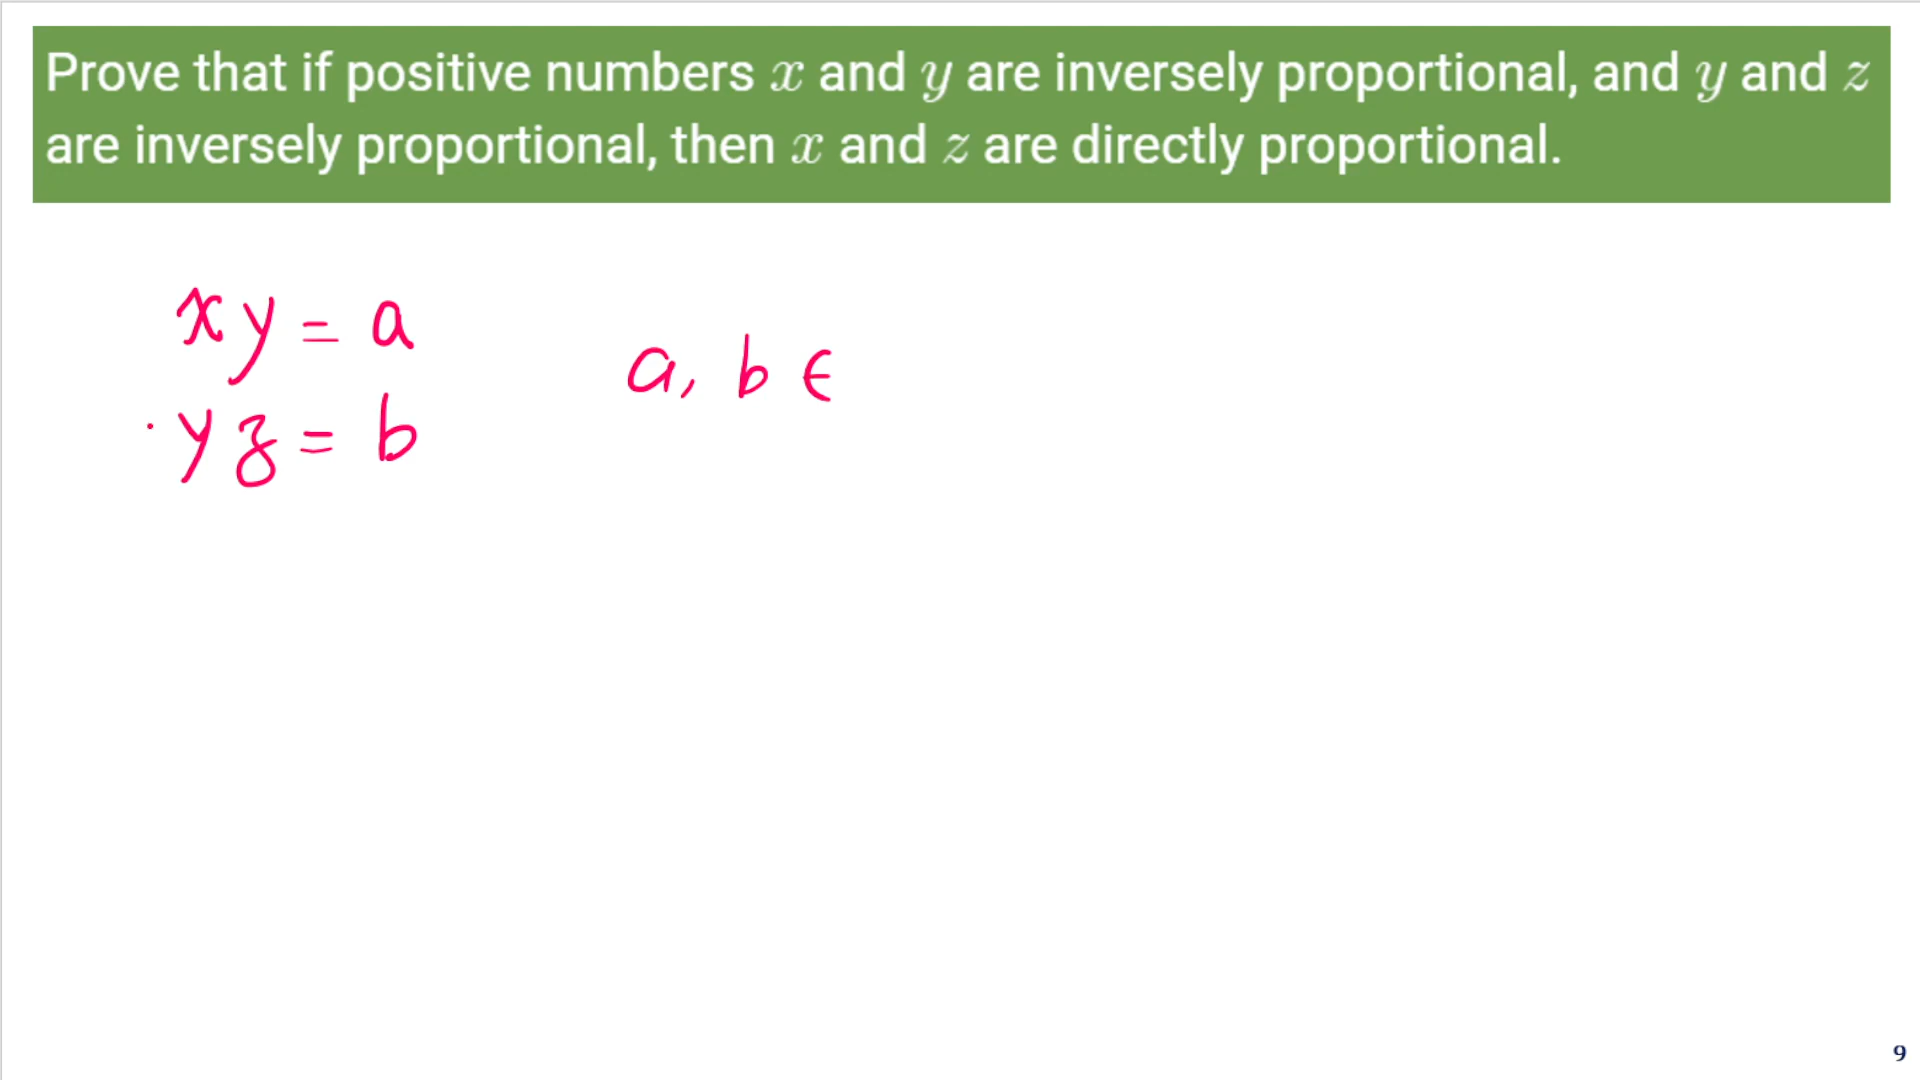 Prove that if positive numbers x and y are inversely proportional, and y and z
are inversely proportional, then x and z are directly proportional.
xy = a
a, b ∈
yz = b
9